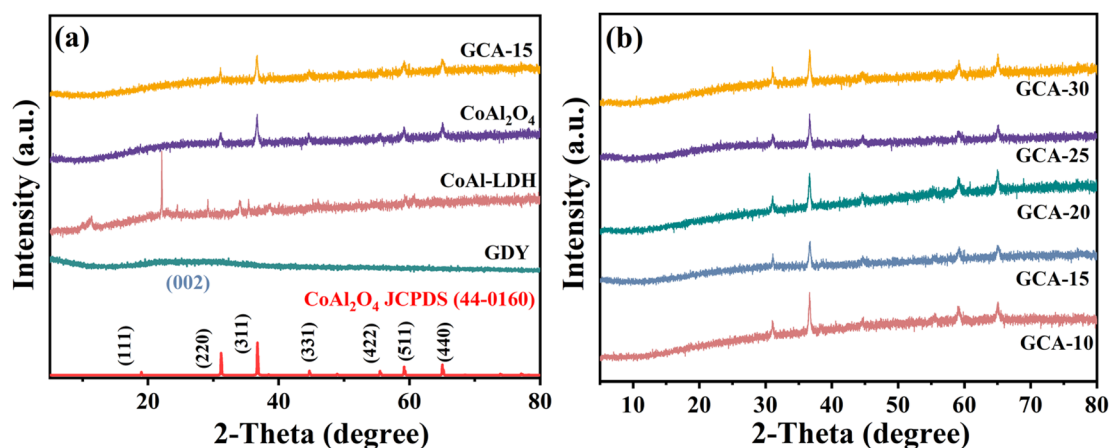 (a)
GCA-15
CoAl₂O₄
CoAl-LDH
GDY
(002)
CoAl₂O₄ JCPDS (44-0160)
(111)
(220)
(311)
(331)
(422)
(511)
(440)
20
40
60
80
2-Theta (degree)
Intensity (a.u.)
(b)
GCA-30
GCA-25
GCA-20
GCA-15
GCA-10
10
20
30
40
50
60
70
80
2-Theta (degree)
Intensity (a.u.)